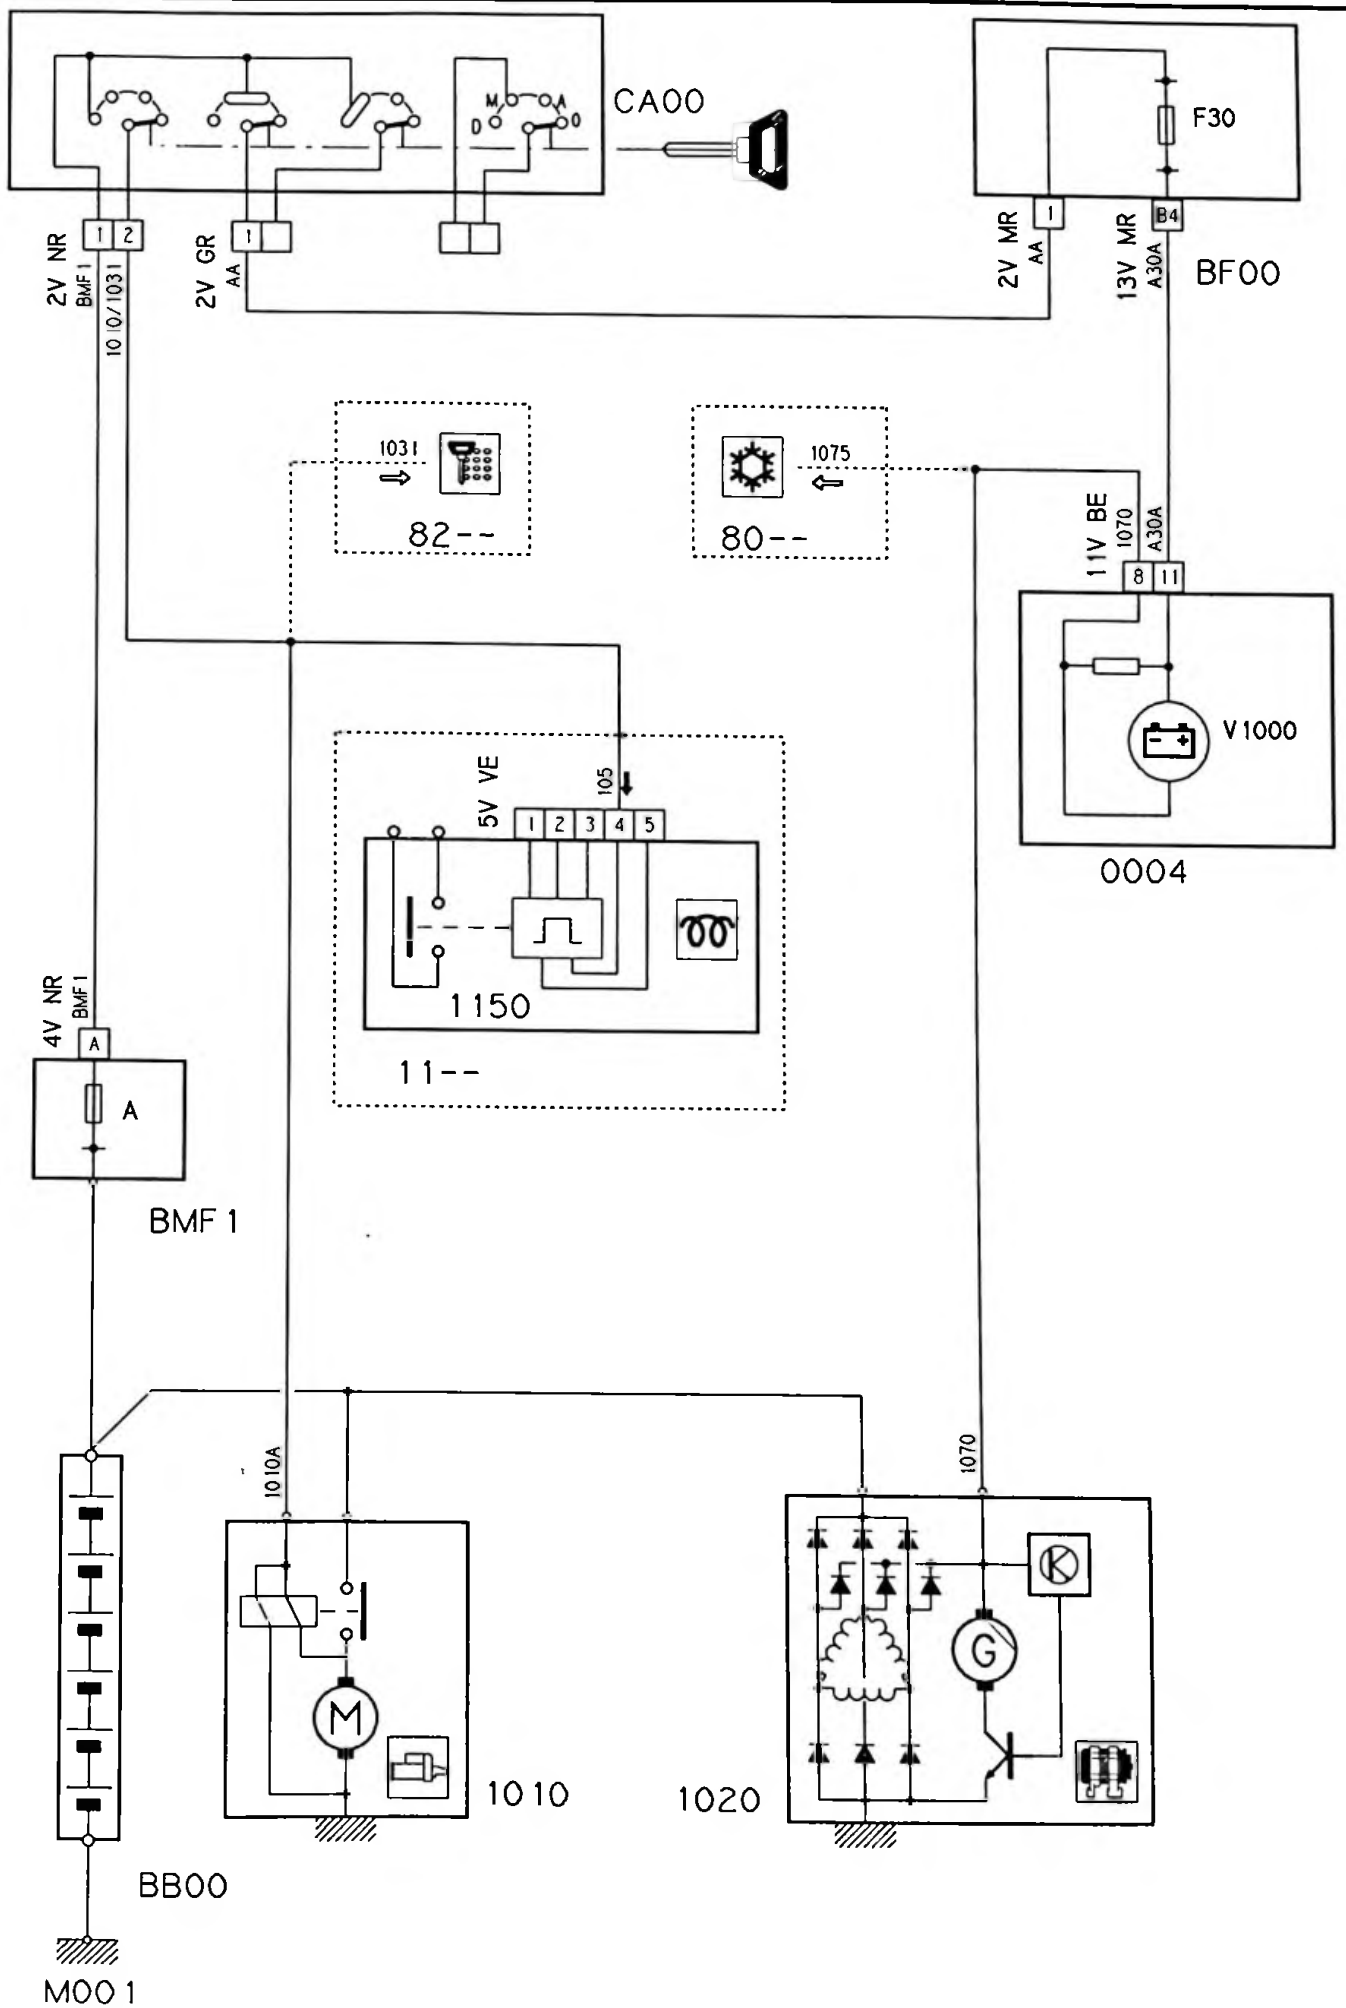 CA00
M A
D O
F30
1 2
1
1 B4
2V NR
BMF1
1010/1031
2V GR
AA
2V MR
AA
13V MR
A30A
BF00
1031
82--
1075
80--
11V BE
1070
A30A
8 11
V1000
- +
0004
5V VE
105
1 2 3 4 5
1150
11--
4V NR
BMF1
A
A
BMF1
1010A
1070
K
G
M
1010
1020
BB00
M001